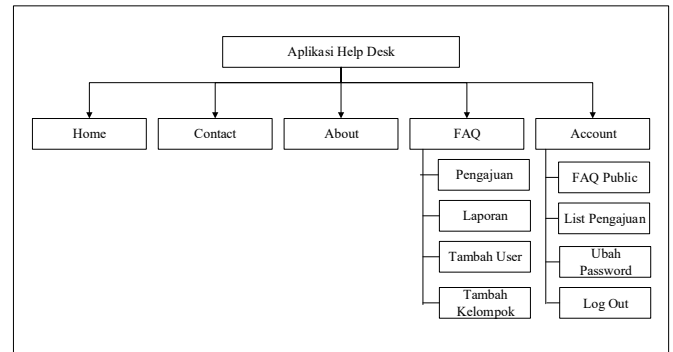 Aplikasi Help Desk
Home
Contact
About
FAQ
Account
Pengajuan
Laporan
Tambah User
Tambah
Kelompok
FAQ Public
List Pengajuan
Ubah
Password
Log Out